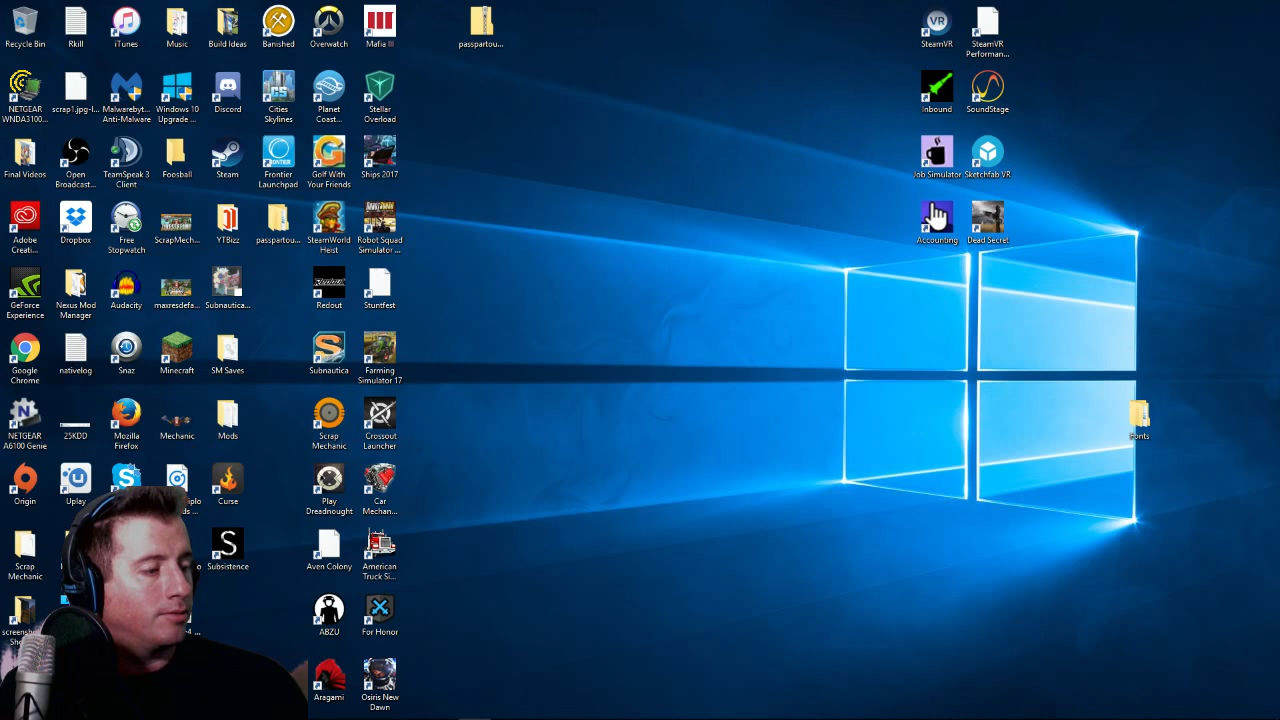 Recycle Bin
Rkill
iTunes
Music
Build Ideas
Banished
Overwatch
Mafia III
passpartou...
SteamVR
SteamVR
Performan...
NETGEAR
WNDA3100...
scrap1.jpg-l...
Malwarebyt...
Anti-Malware
Windows 10
Upgrade ...
Discord
Cities
Skylines
Planet
Coast...
Stellar
Overload
Inbound
SoundStage
Final Videos
Open
Broadcast...
TeamSpeak 3
Client
Foosball
Steam
Frontier
Launchpad
Golf With
Your Friends
Ships 2017
Job Simulator
Sketchfab VR
Adobe
Creati...
Dropbox
Free
Stopwatch
ScrapMech...
YTBizz
passpartou...
SteamWorld
Heist
Robot Squad
Simulator ...
Accounting
Dead Secret
GeForce
Experience
Nexus Mod
Manager
Audacity
maxresdefa...
Subnautica...
Redout
Stuntfest
Google
Chrome
nativelog
Snaz
Minecraft
SM Saves
Subnautica
Farming
Simulator 17
NETGEAR
A6100 Genie
25KDD
Mozilla
Firefox
Mechanic
Mods
Scrap
Mechanic
Crossout
Launcher
Fonts
Origin
Uplay
Curse
Play
Dreadnought
Car
Mechan...
Scrap
Mechanic
Subsistence
Aven Colony
American
Truck Si...
ABZU
For Honor
Aragami
Osiris New
Dawn